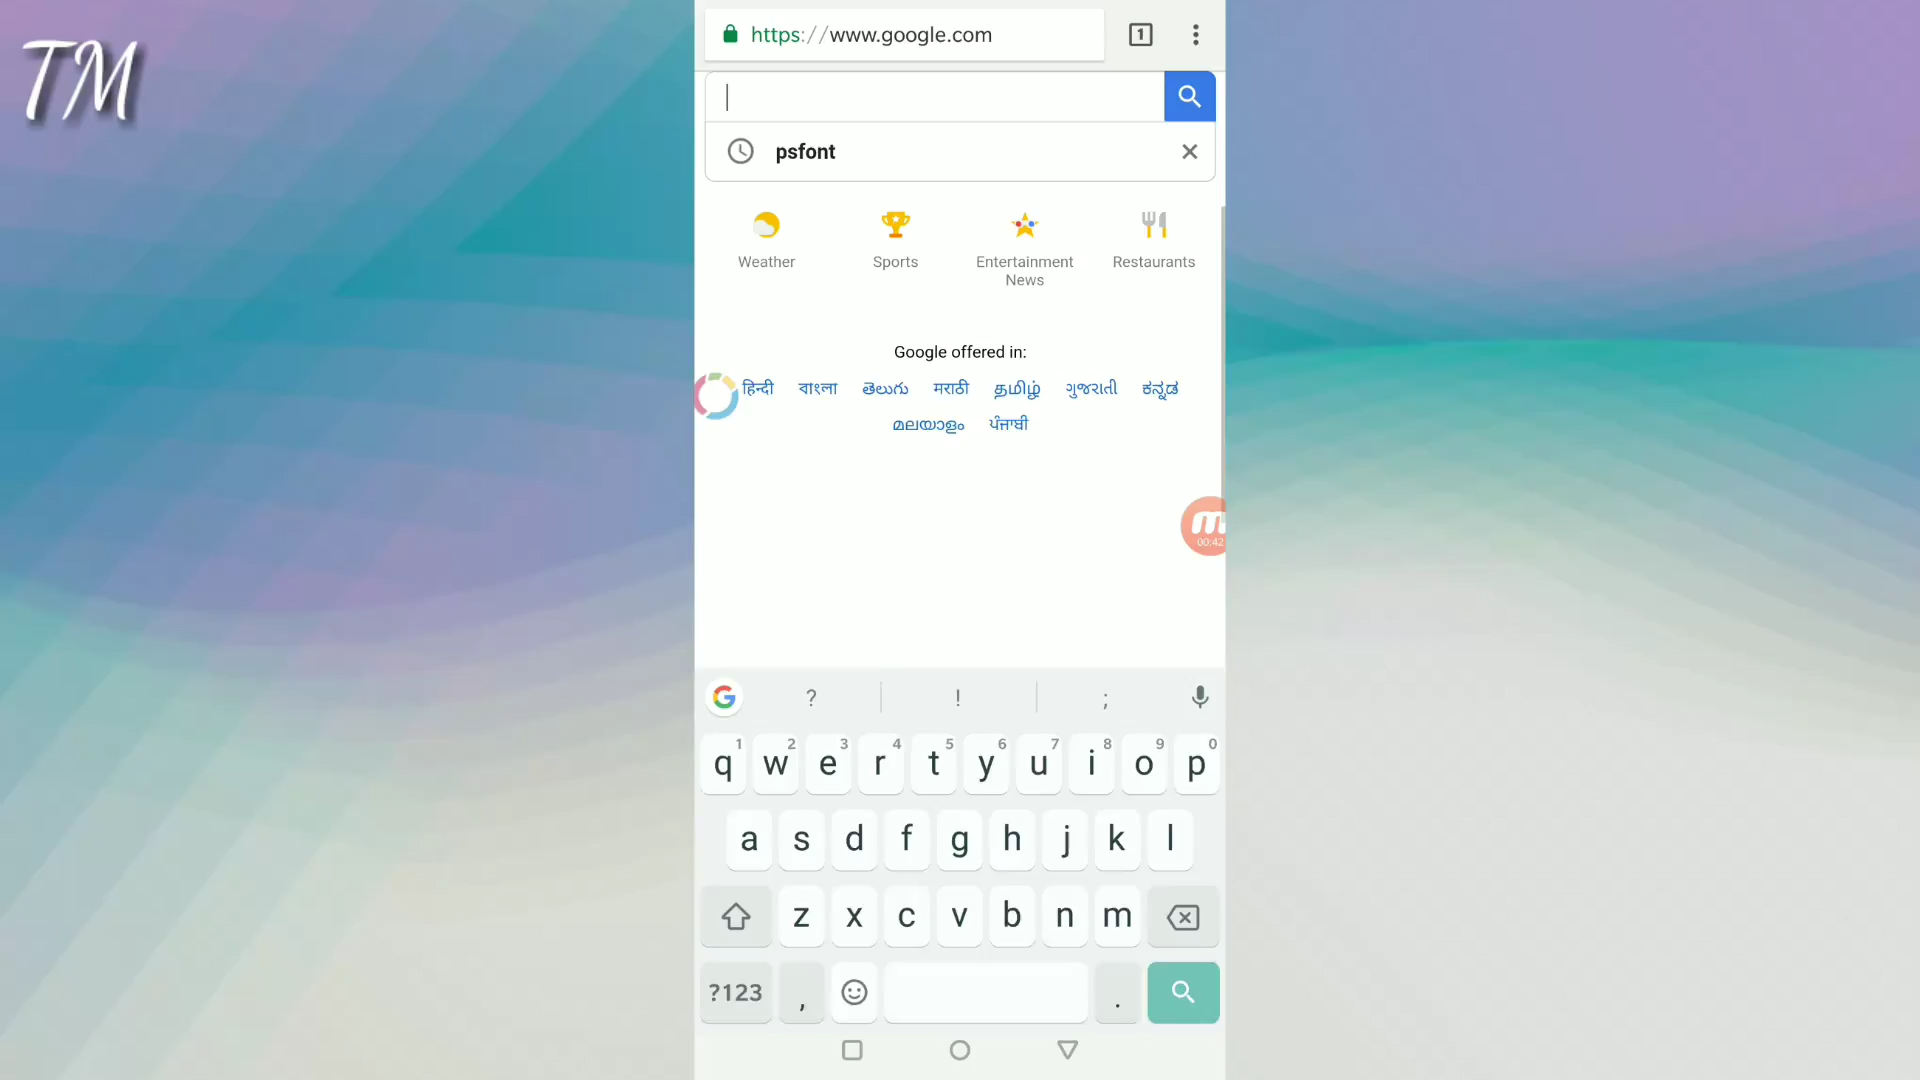 TM
https://www.google.com
1
psfont
Weather Sports Entertainment News Restaurants
Google offered in:
हिन्दी বাংলা తెలుగు मराठी தமிழ் ગુજરાતી ಕನ್ನಡ
മലയാളം ਪੰਜਾਬੀ
m
00:42
G ? ! ;
1 2 3 4 5 6 7 8 9 0
q w e r t y u i o p
a s d f g h j k l
z x c v b n m
?123 , .